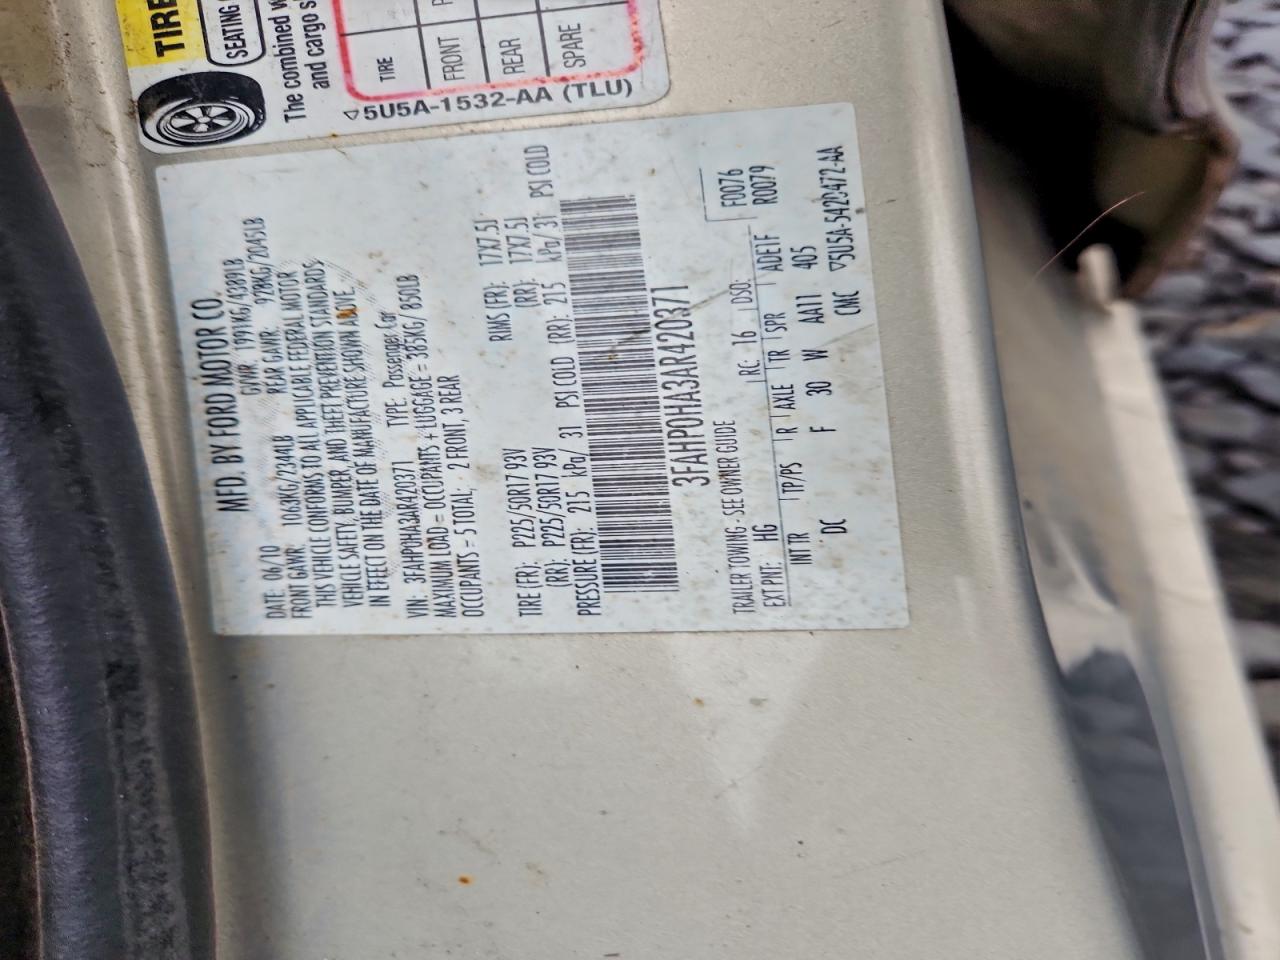 TIRE
SEATING
The combined
and cargo
TIRE
FRONT
REAR
SPARE
5U5A-1532-AA (TLU)
MFD. BY FORD MOTOR CO.
DATE: 06/10 GVWR: 1991KG/4389LB
FRONT GAWR: 1063KG/2344LB REAR GAWR: 928KG/2045LB
THIS VEHICLE CONFORMS TO ALL APPLICABLE FEDERAL MOTOR
VEHICLE SAFETY, BUMPER, AND THEFT PREVENTION STANDARDS
IN EFFECT ON THE DATE OF MANUFACTURE SHOWN ABOVE.
VIN: 3FAHP0HA3AR420371 TYPE: Passenger Car
MAXIMUM LOAD = OCCUPANTS + LUGGAGE = 385KG/ 850LB
OCCUPANTS = 5 TOTAL; 2 FRONT, 3 REAR
TIRE (FR): P225/50R17 93V RIMS (FR): 17X7.5J
(RR): P225/50R17 93V (RR): 17X7.5J
PRESSURE (FR): 215 kPa/ 31 PSI COLD (RR): 215 kPa/ 31 PSI COLD
3FAHP0HA3AR420371
TRAILER TOWING - SEE OWNER GUIDE F0076
EXT PNT: HG RC: 16 DSO: R0079
INT TR TP/PS R AXLE TR SPR ADE1F
DC F 30 W AA11 405
CMC 5U5A-5420472-AA